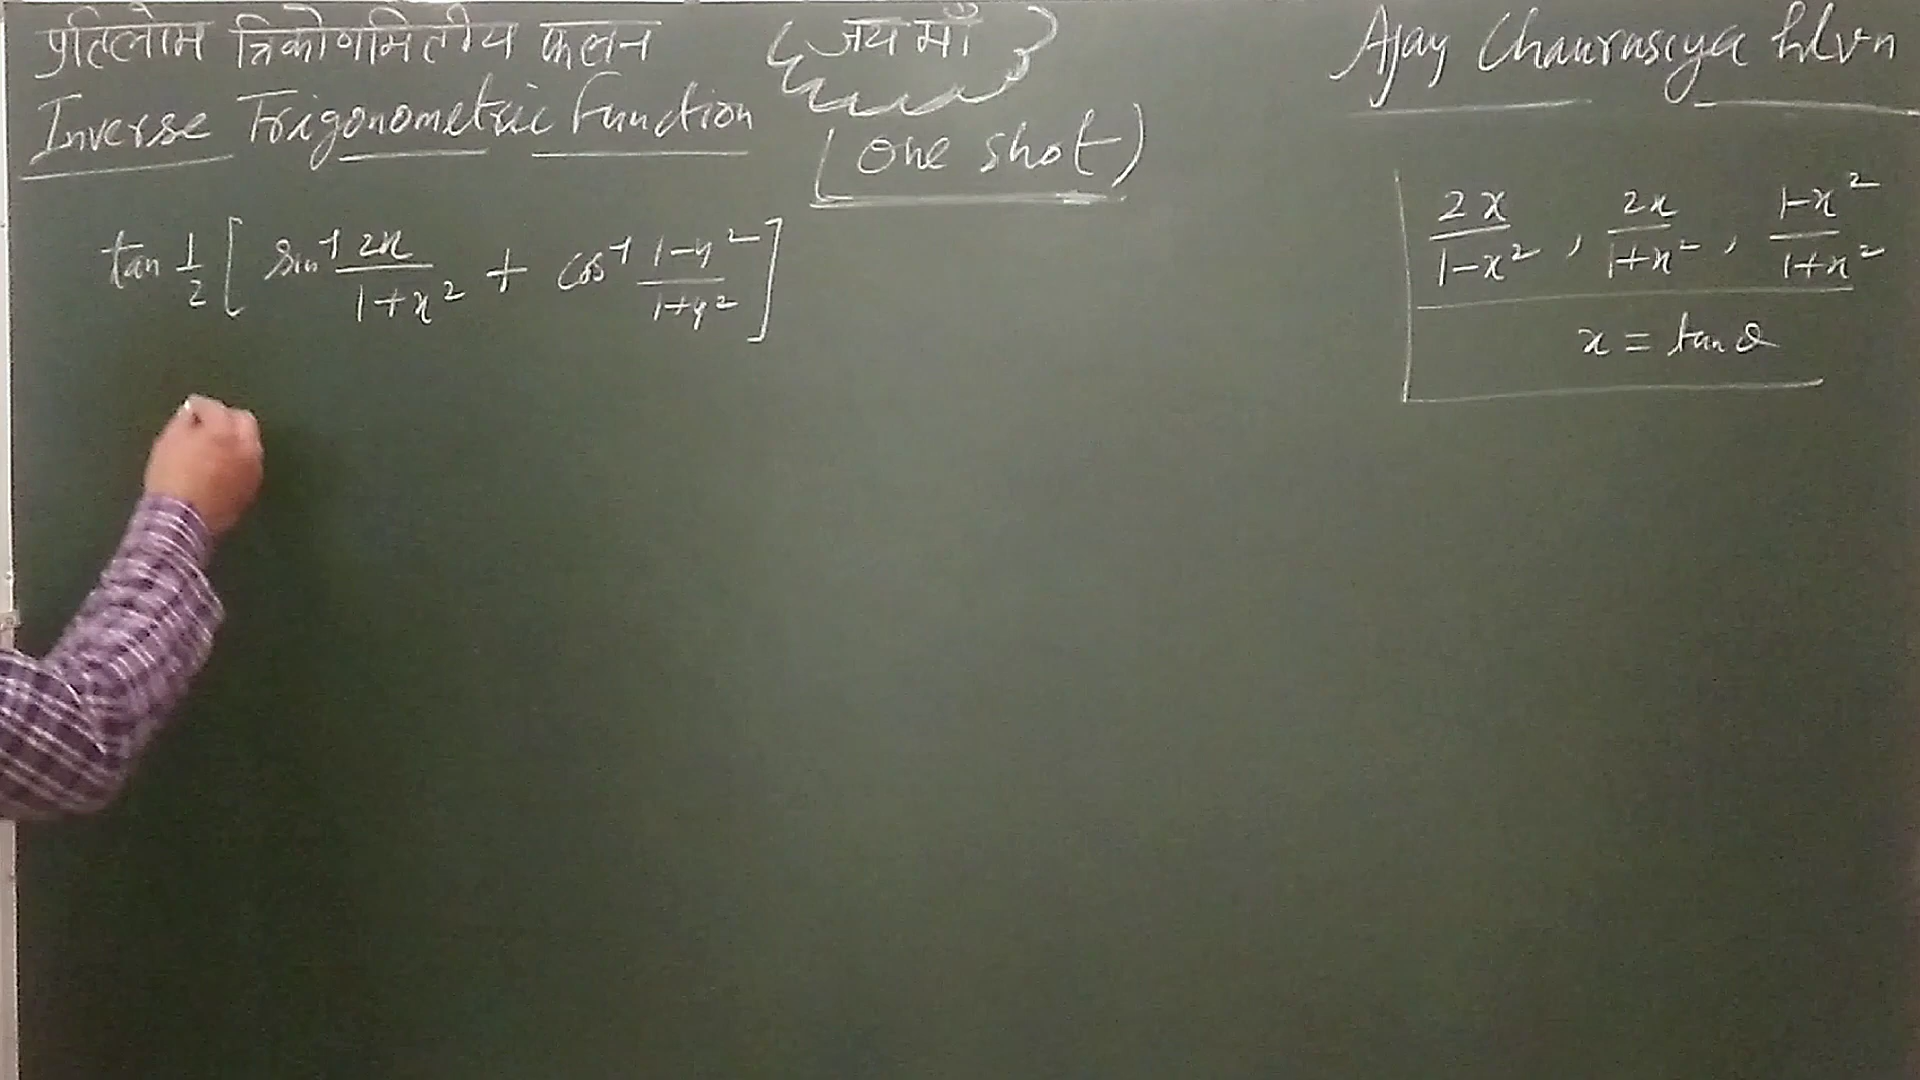 प्रतिलोम त्रिकोणमितीय फलन
{जय माँ}
Ajay Chaurasiya hlvn
Inverse Trigonometric Function
(one shot)
tan 1/2 [ sin⁻¹ 2x/(1+x²) + cos⁻¹ (1-y²)/(1+y²) ]
2x/(1-x²) , 2x/(1+x²) , (1-x²)/(1+x²)
x = tan θ